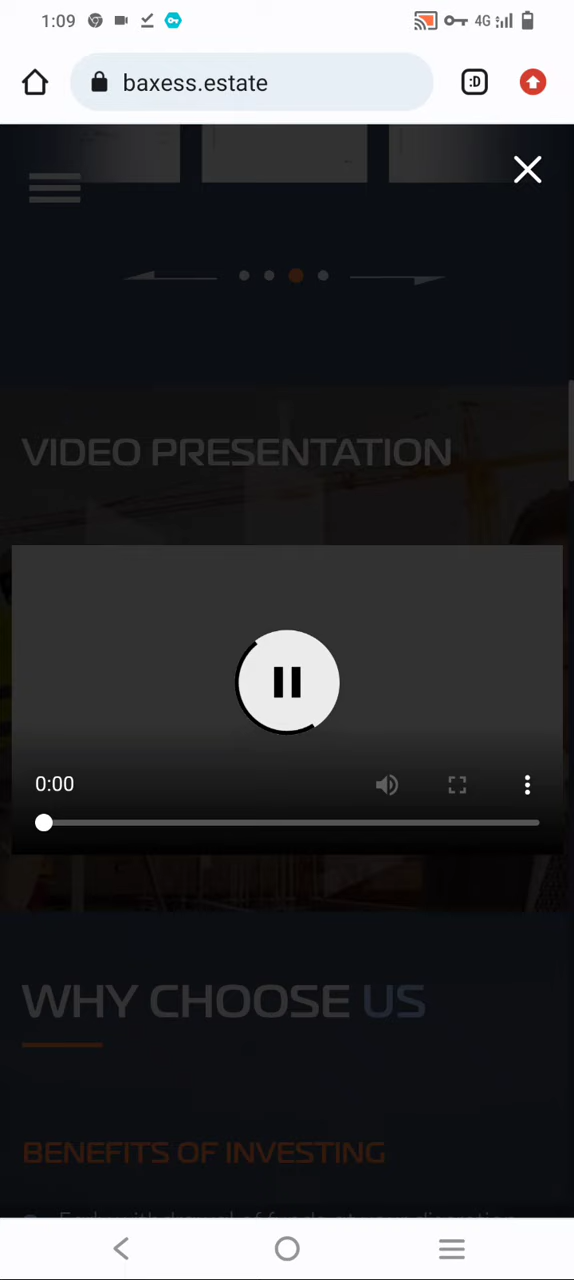 1:09
4G
baxess.estate
:D
VIDEO PRESENTATION
0:00
WHY CHOOSE US
BENEFITS OF INVESTING